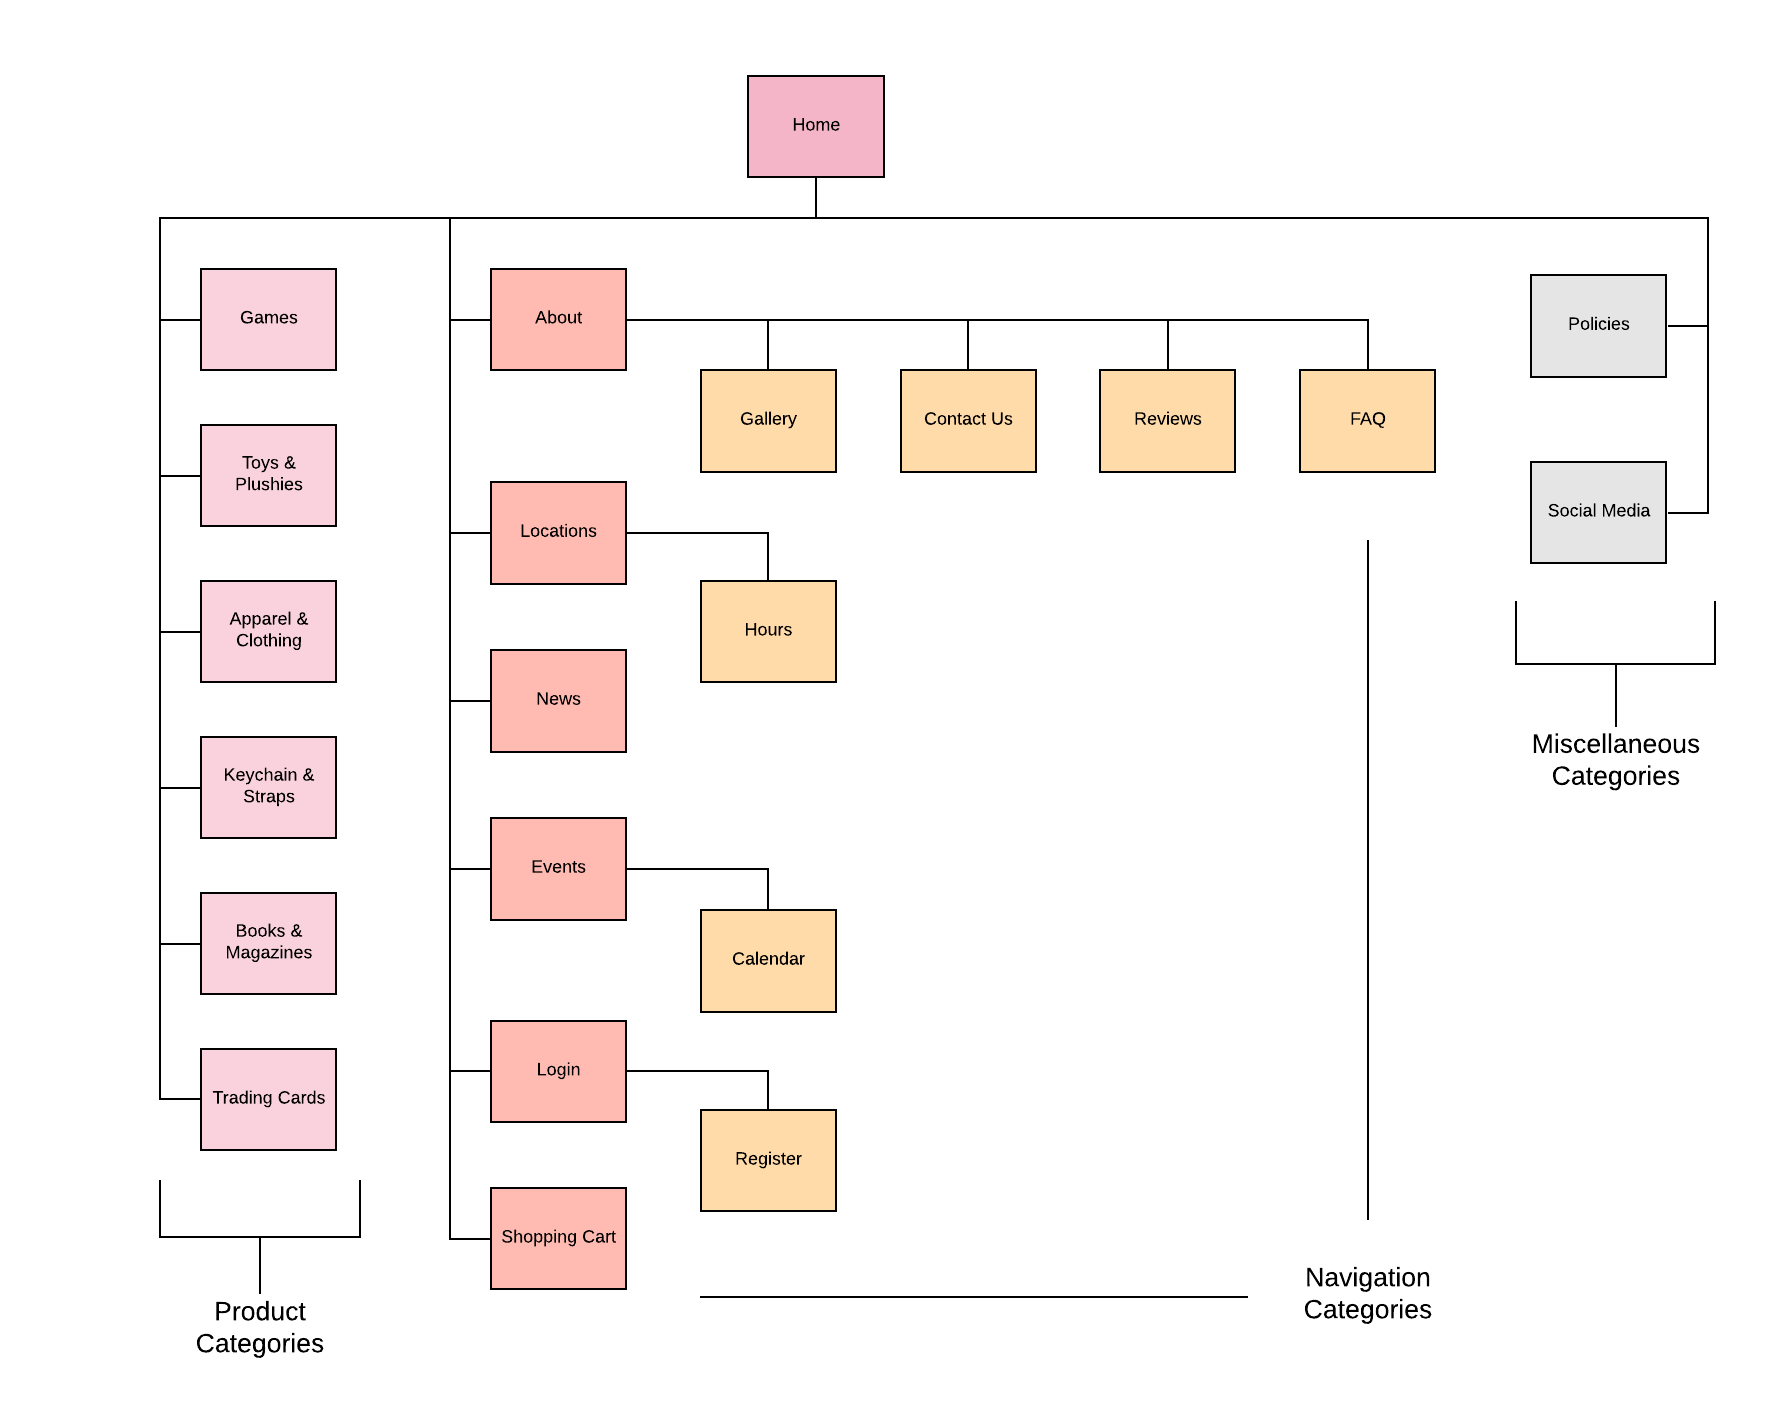 Home
Games
Toys &
Plushies
Apparel &
Clothing
Keychain &
Straps
Books &
Magazines
Trading Cards
Product
Categories
About
Gallery
Contact Us
Reviews
FAQ
Locations
Hours
News
Events
Calendar
Login
Register
Shopping Cart
Navigation
Categories
Policies
Social Media
Miscellaneous
Categories